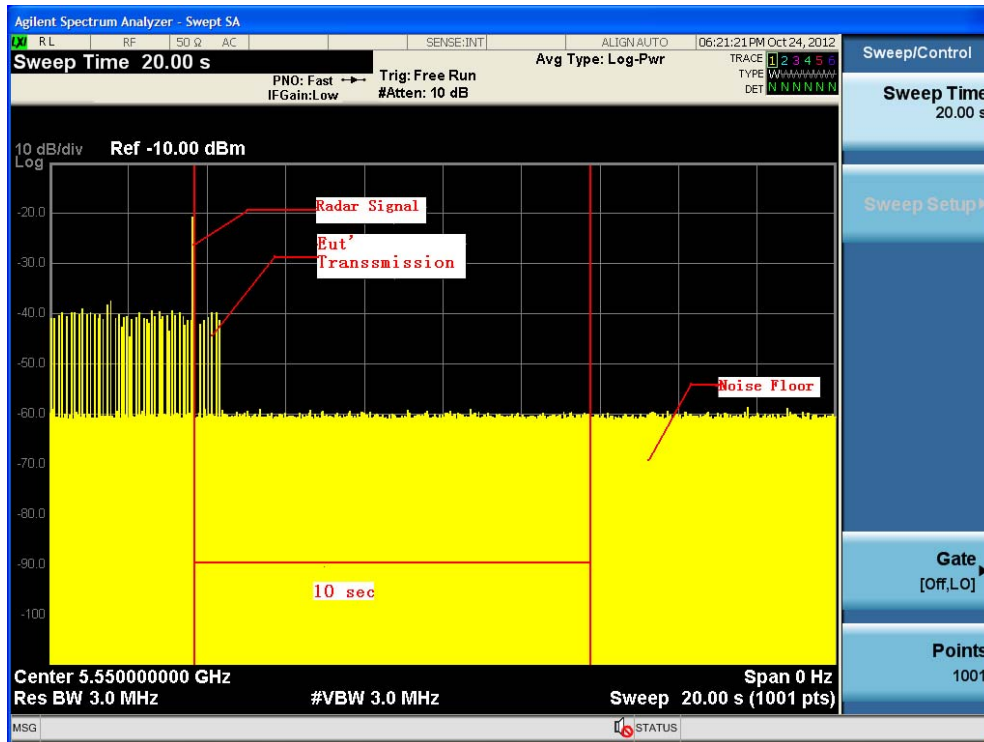 Agilent Spectrum Analyzer - Swept SA
LXI RL RF 50 Ω AC SENSE:INT ALIGN AUTO 06:21:21 PM Oct 24, 2012
Sweep Time 20.00 s
PNO: Fast
IFGain:Low
Trig: Free Run
#Atten: 10 dB
Avg Type: Log-Pwr
TRACE 1 2 3 4 5 6
TYPE W
DET N N N N N N
10 dB/div Ref -10.00 dBm
Log
-20.0
-30.0
-40.0
-50.0
-60.0
-70.0
-80.0
-90.0
-100
Radar Signal
Eut'
Transsmission
Noise Floor
10 sec
Center 5.550000000 GHz
Span 0 Hz
Res BW 3.0 MHz
#VBW 3.0 MHz
Sweep 20.00 s (1001 pts)
MSG
STATUS
Sweep/Control
Sweep Time
20.00 s
Sweep Setup
Gate
[Off,LO]
Points
1001